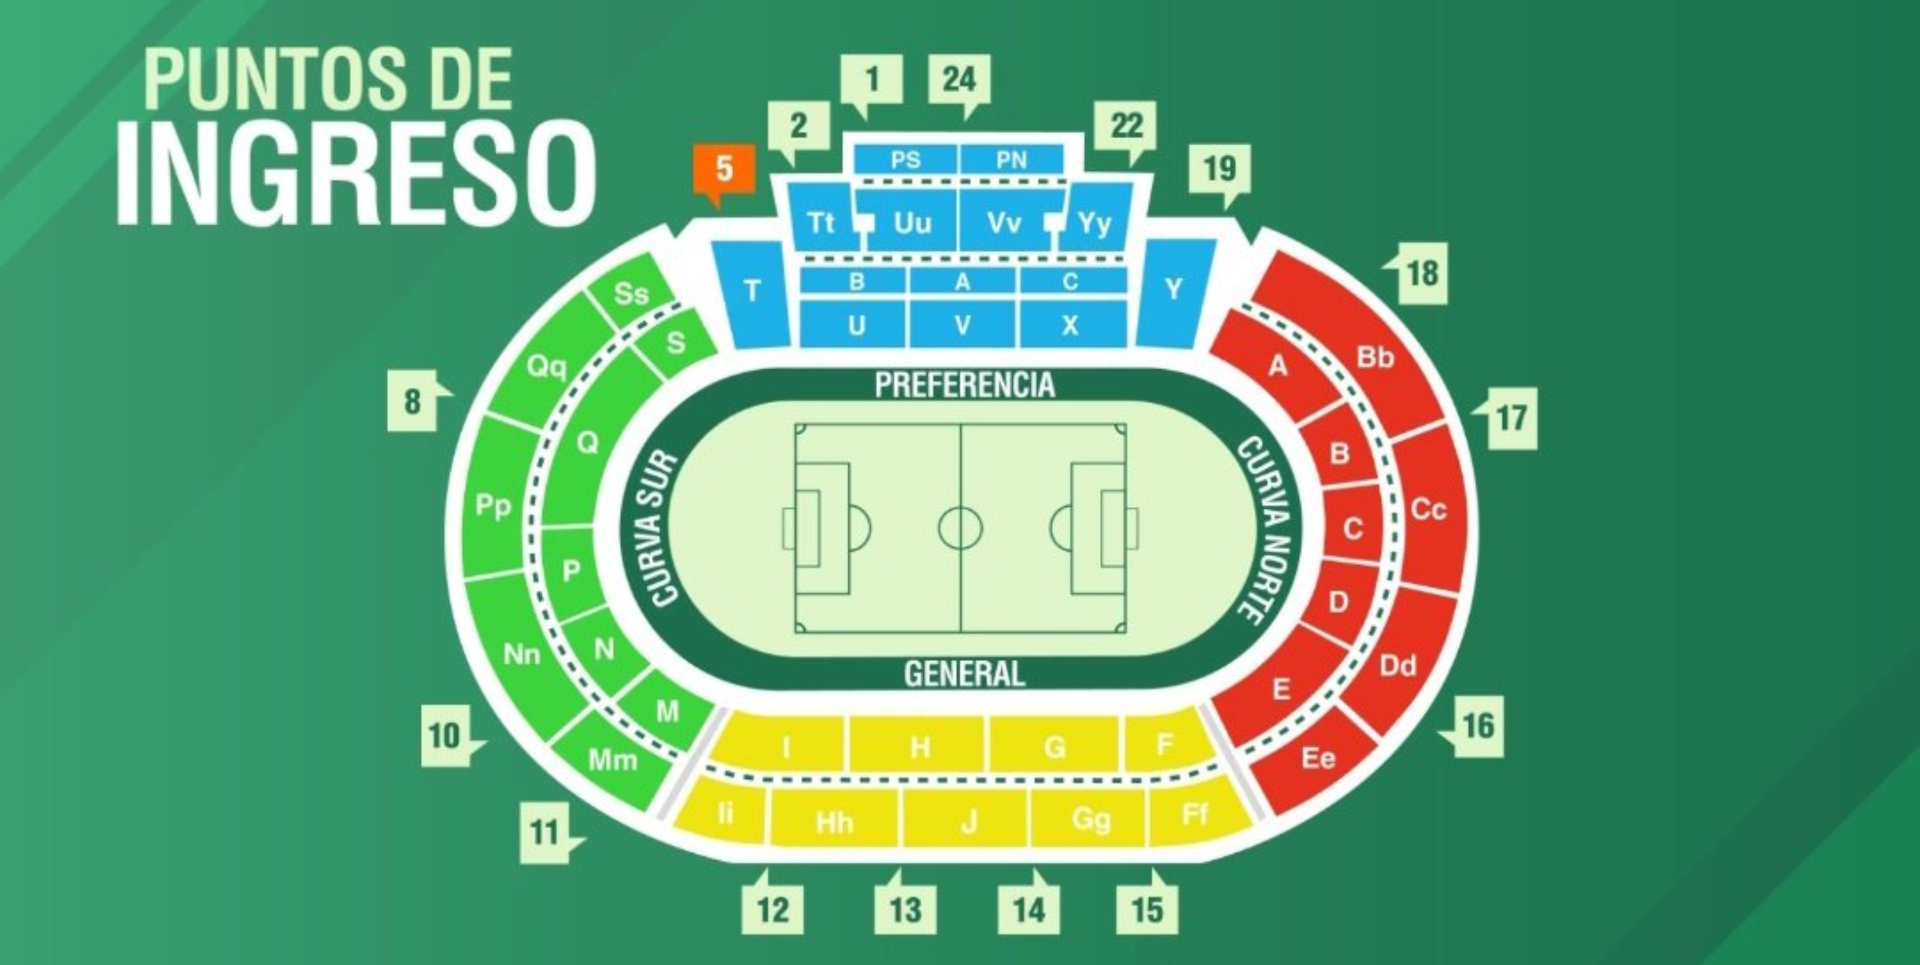 PUNTOS DE
INGRESO
1
24
2
22
5
19
PS
PN
Tt
Uu
Vv
Yy
T
B
A
C
Y
U
V
X
18
Ss
S
Qq
Q
8
Pp
P
Nn
N
10
M
Mm
11
Bb
A
17
B
Cc
C
D
Dd
E
16
Ee
PREFERENCIA
CURVA SUR
CURVA NORTE
GENERAL
I
H
G
F
Ii
Hh
J
Gg
Ff
12
13
14
15